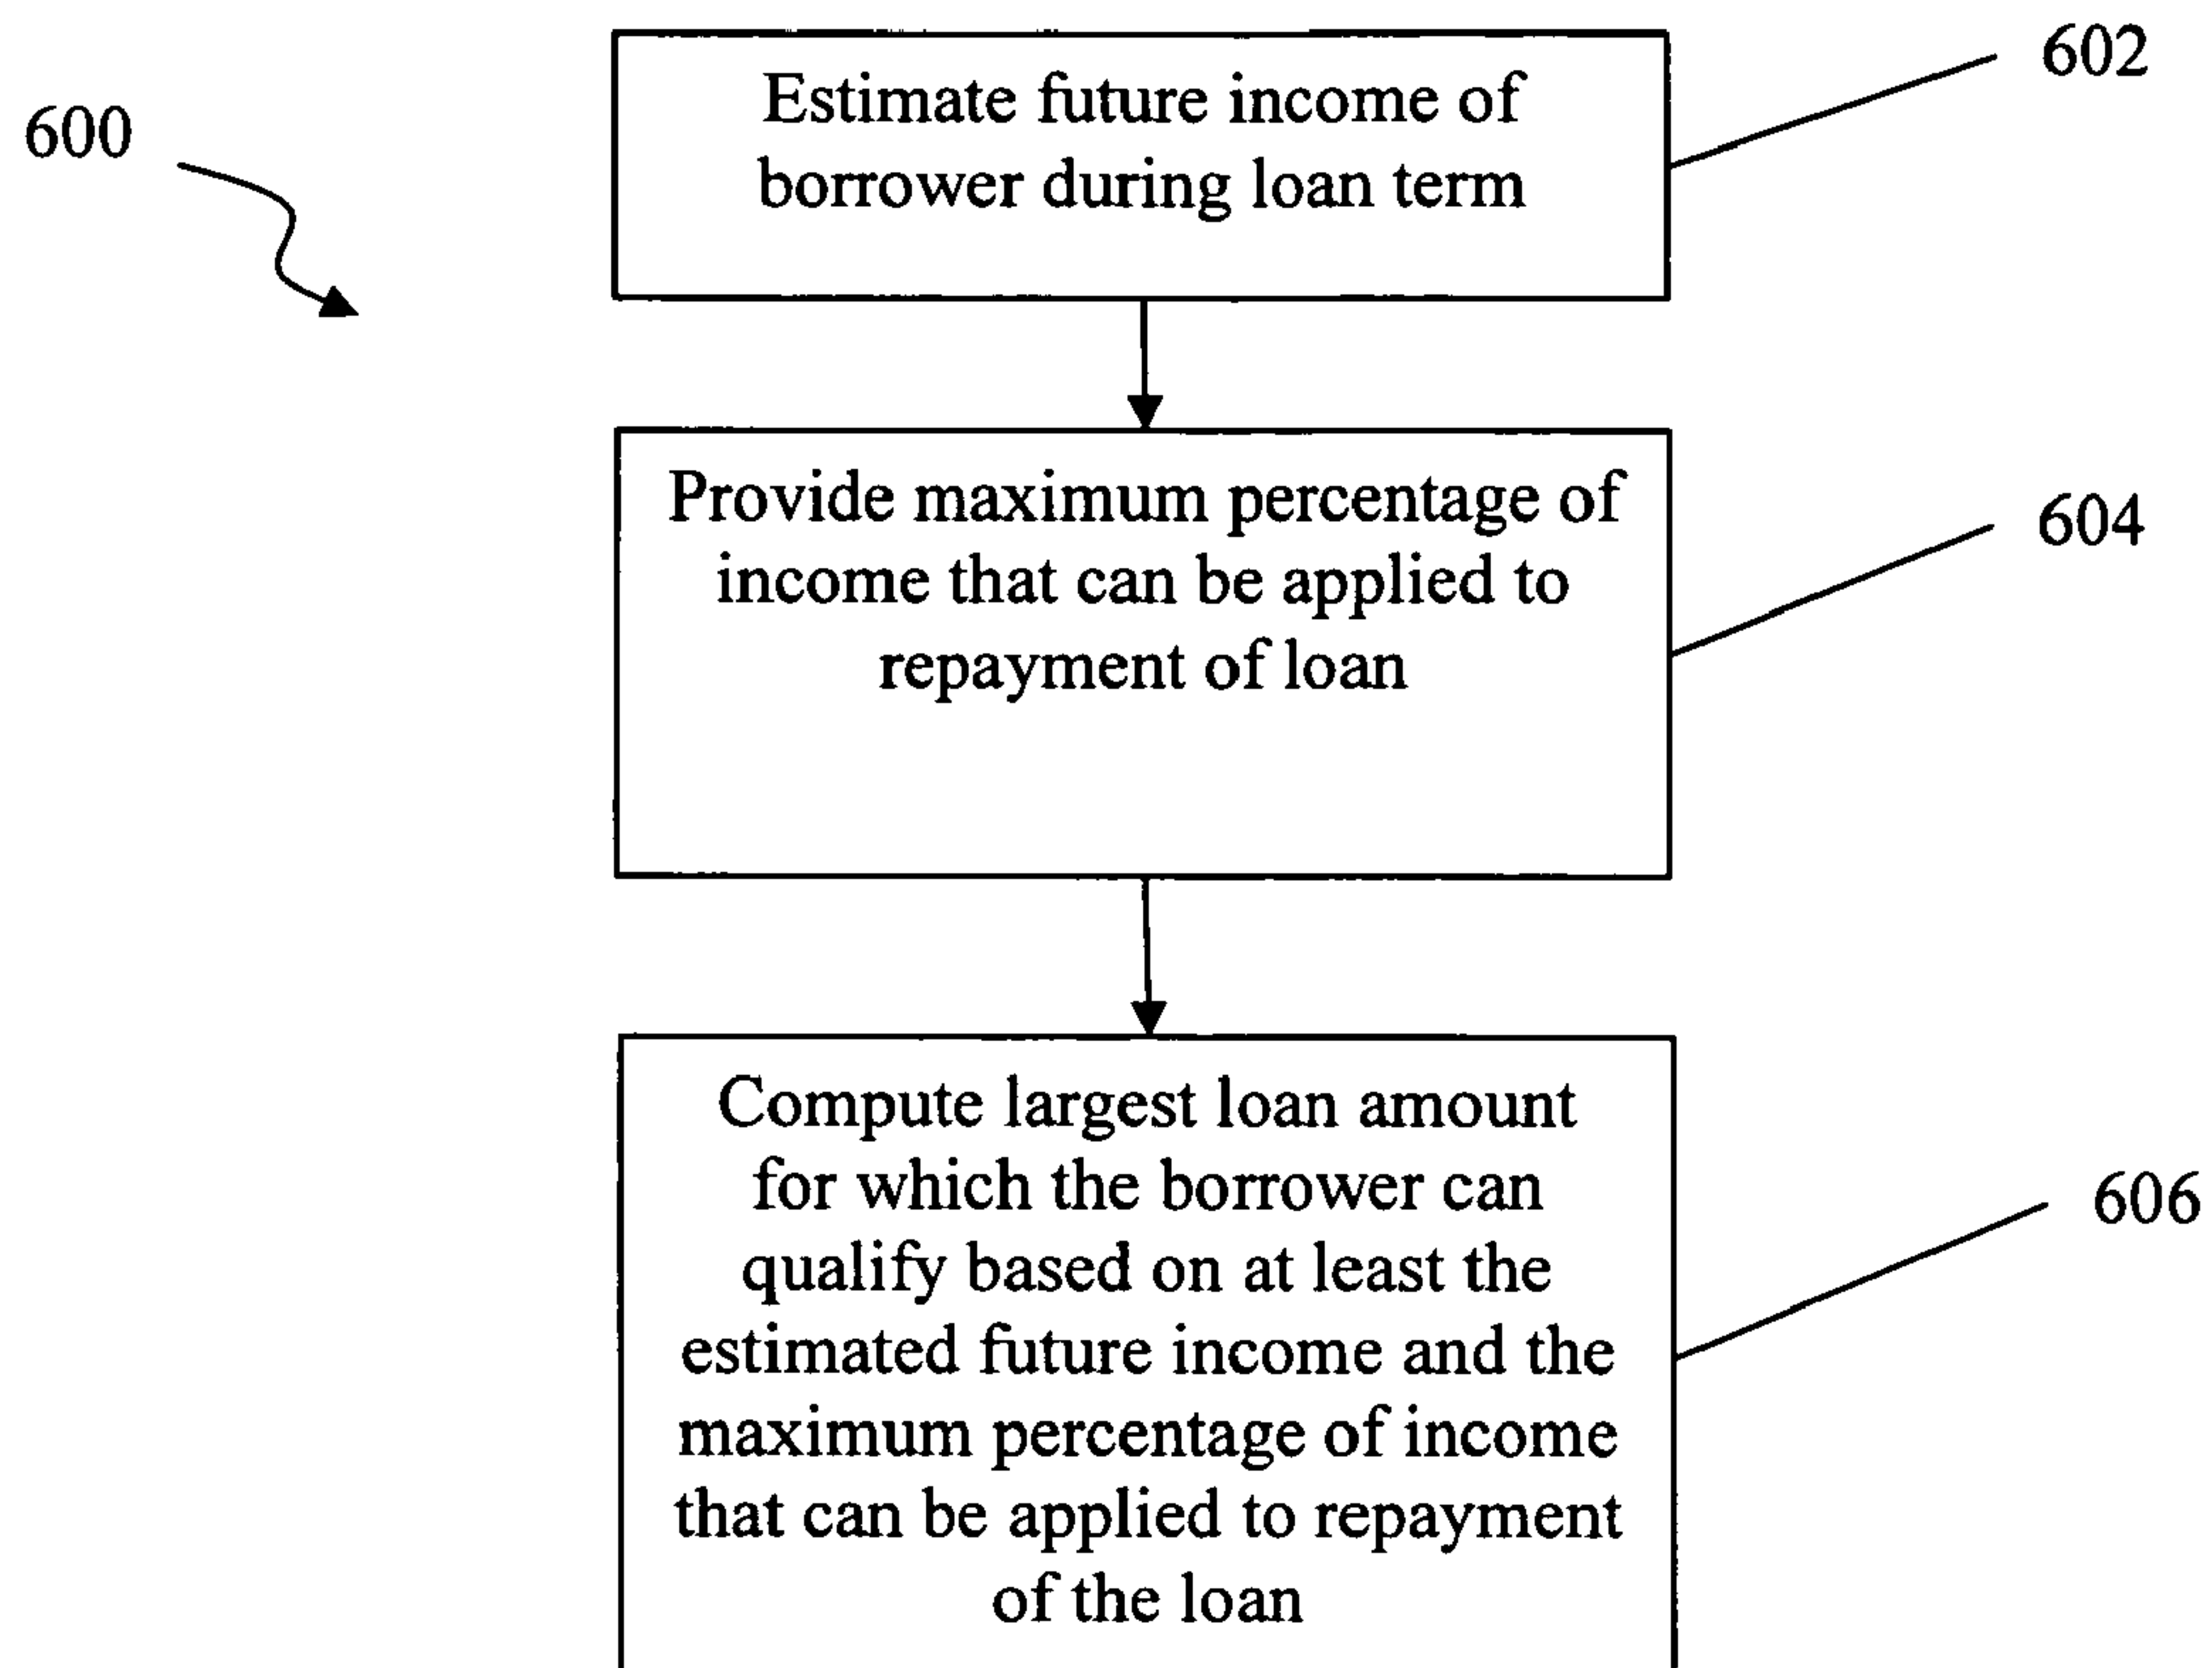 600
Estimate future income of
borrower during loan term
602
Provide maximum percentage of
income that can be applied to
repayment of loan
604
Compute largest loan amount
for which the borrower can
qualify based on at least the
estimated future income and the
maximum percentage of income
that can be applied to repayment
of the loan
606